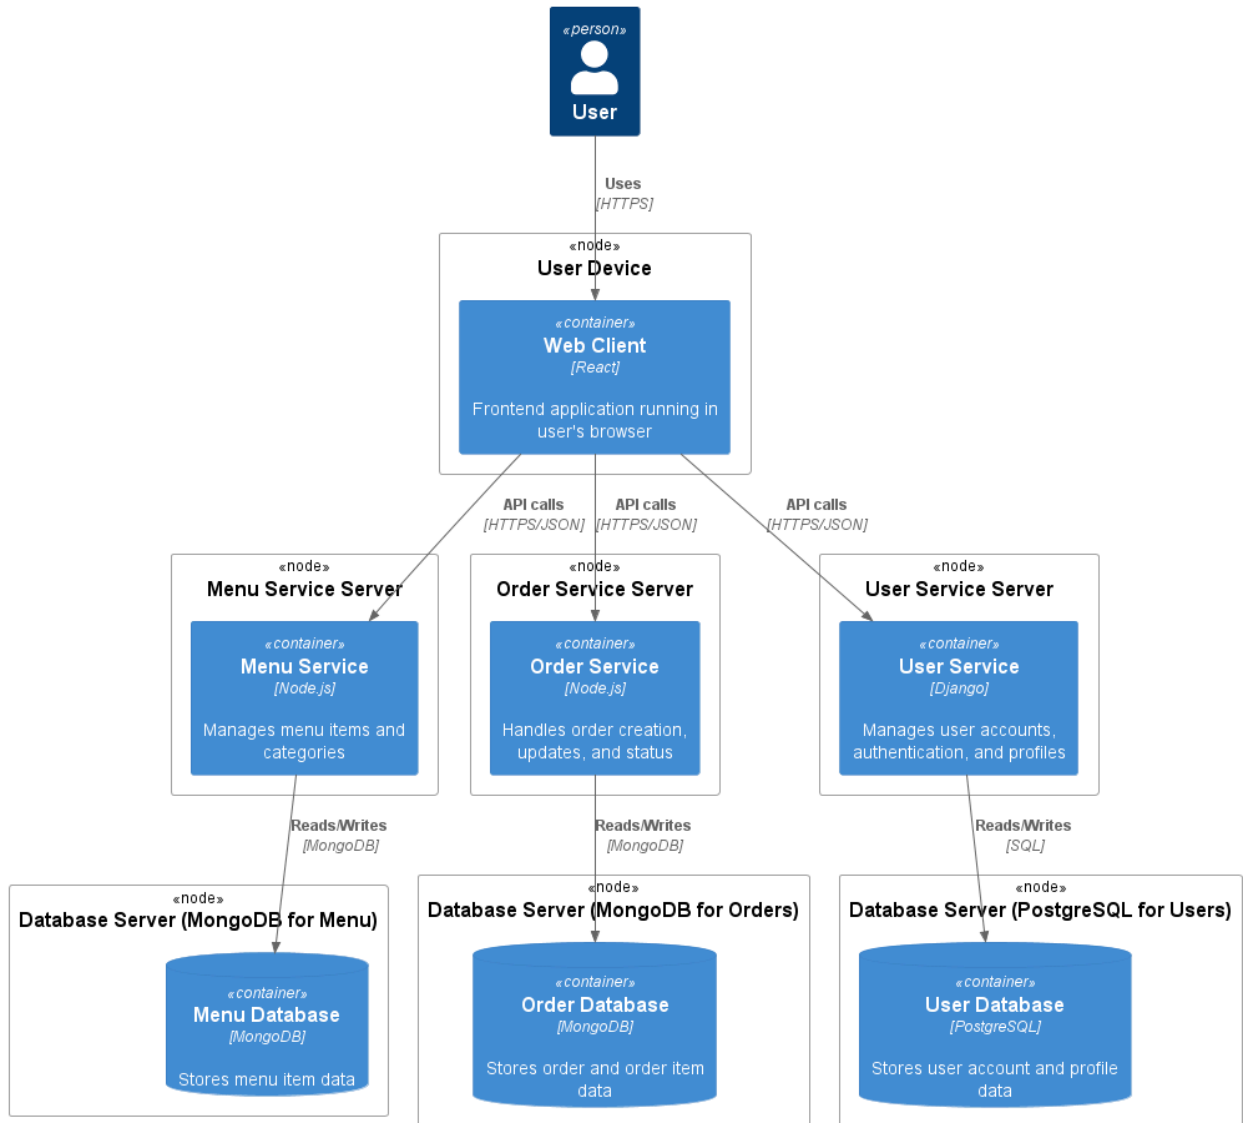 «person»
User
Uses
[HTTPS]
«node»
User Device
«container»
Web Client
[React]
Frontend application running in
user's browser
API calls
[HTTPS/JSON]
API calls
[HTTPS/JSON]
API calls
[HTTPS/JSON]
«node»
Menu Service Server
«container»
Menu Service
[Node.js]
Manages menu items and
categories
«node»
Order Service Server
«container»
Order Service
[Node.js]
Handles order creation,
updates, and status
«node»
User Service Server
«container»
User Service
[Django]
Manages user accounts,
authentication, and profiles
Reads/Writes
[MongoDB]
Reads/Writes
[MongoDB]
Reads/Writes
[SQL]
«node»
Database Server (MongoDB for Menu)
«container»
Menu Database
[MongoDB]
Stores menu item data
«node»
Database Server (MongoDB for Orders)
«container»
Order Database
[MongoDB]
Stores order and order item
data
«node»
Database Server (PostgreSQL for Users)
«container»
User Database
[PostgreSQL]
Stores user account and profile
data